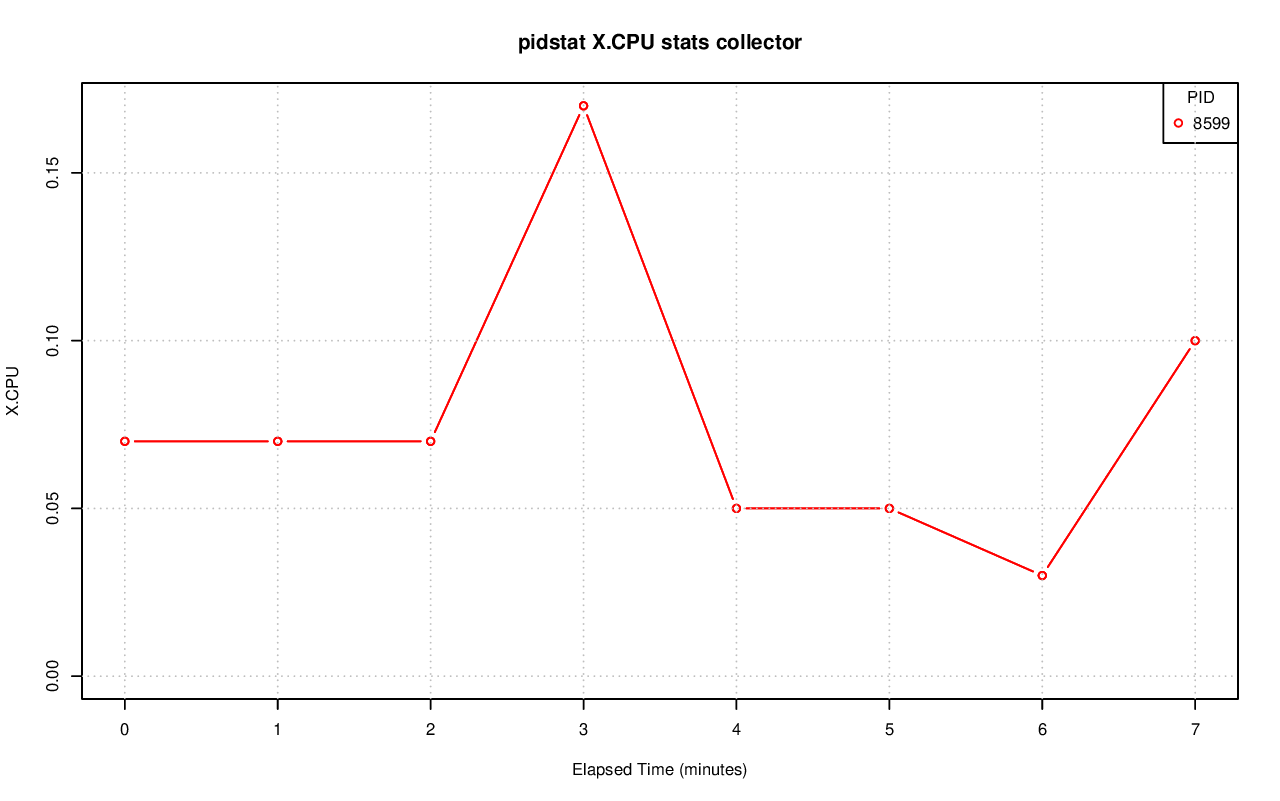 pidstat X.CPU stats collector
PID
8599
0.15
0.10
0.05
0.00
X.CPU
0 1 2 3 4 5 6 7
Elapsed Time (minutes)